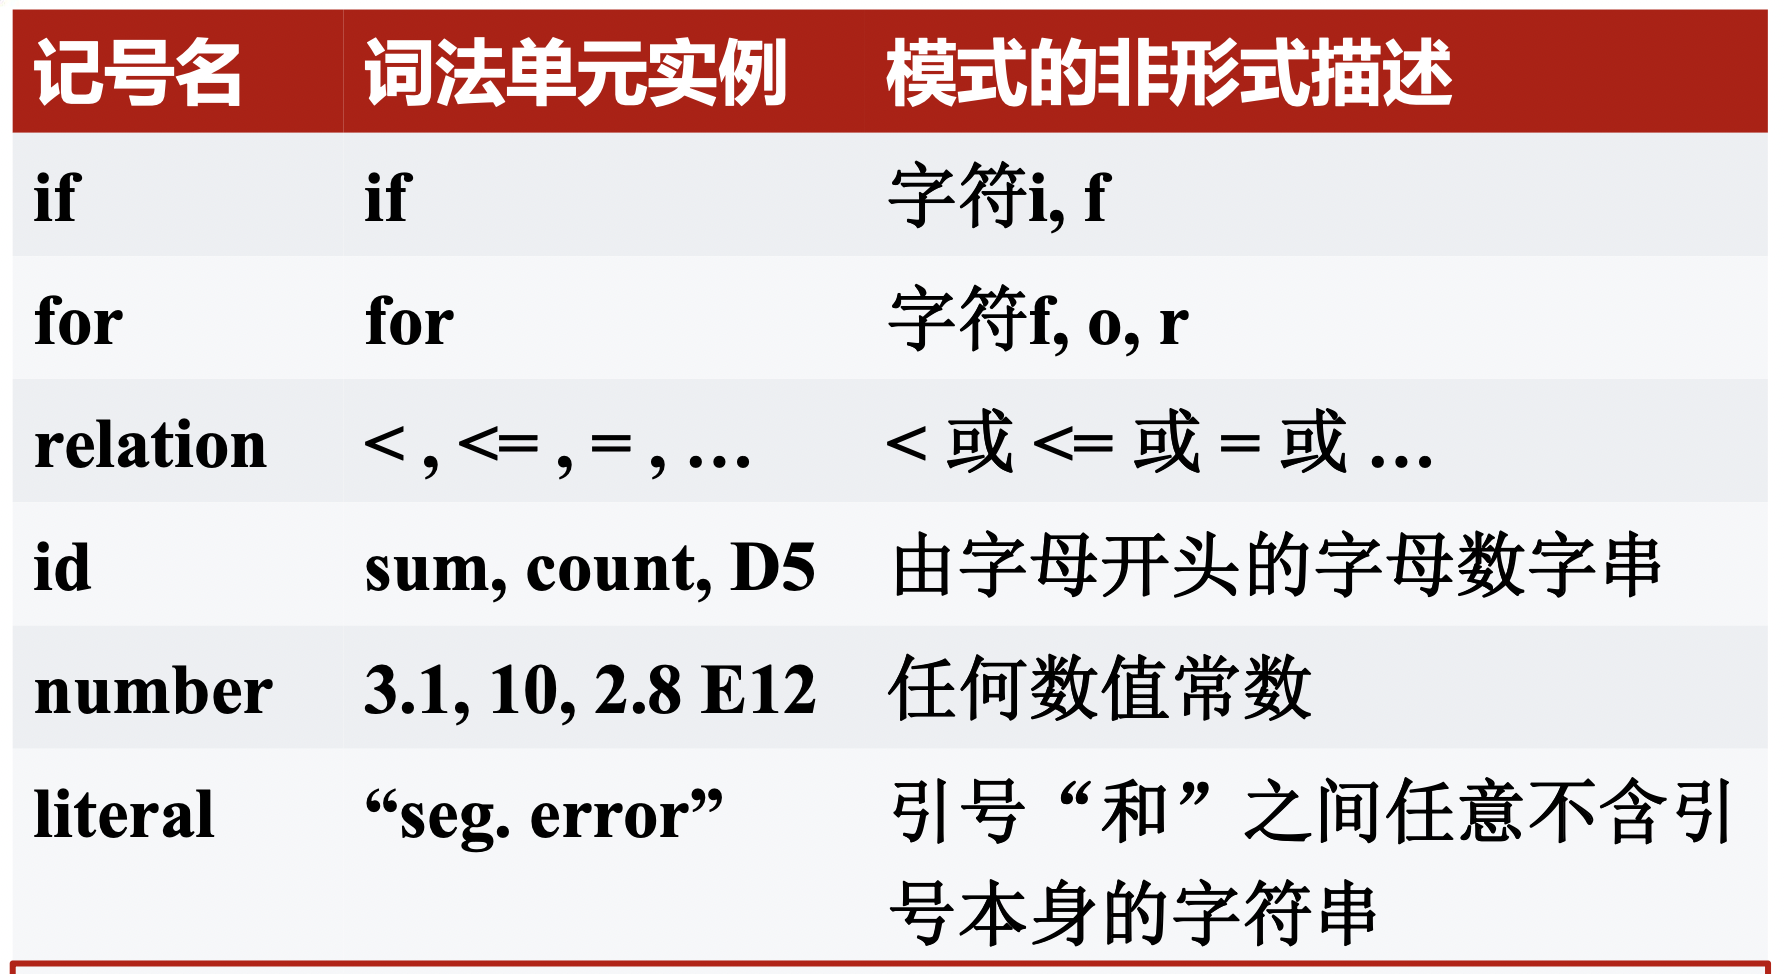 记号名 词法单元实例 模式的非形式描述
if if 字符i, f
for for 字符f, o, r
relation < , <= , = , … < 或 <= 或 = 或 …
id sum, count, D5 由字母开头的字母数字串
number 3.1, 10, 2.8 E12 任何数值常数
literal “seg. error” 引号“和”之间任意不含引
号本身的字符串